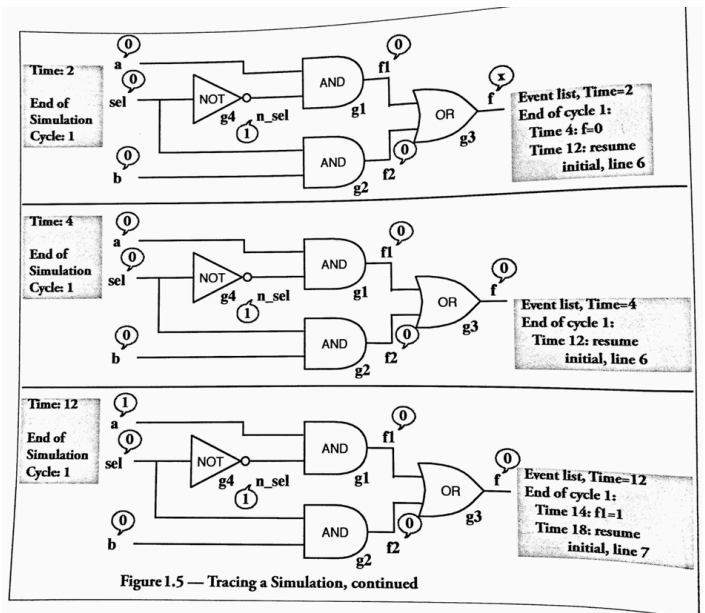 0
0
Time: 2
a
f1
x
0
AND
f
Event list, Time=2
End of
sel
NOT
g1
End of cycle 1:
Simulation
g4
n_sel
OR
Time 4: f=0
Cycle: 1
1
g3
Time 12: resume
0
0
initial, line 6
AND
f2
b
g2
0
0
Time: 4
a
f1
0
0
AND
f
End of
sel
NOT
g1
Event list, Time=4
Simulation
g4
n_sel
OR
End of cycle 1:
Cycle: 1
1
g3
Time 12: resume
0
0
initial, line 6
AND
f2
b
g2
1
0
Time: 12
a
f1
0
0
AND
f
Event list, Time=12
End of
sel
NOT
g1
End of cycle 1:
Simulation
g4
n_sel
OR
Time 14: f1=1
Cycle: 1
1
g3
Time 18: resume
0
0
initial, line 7
AND
f2
b
g2
Figure 1.5 — Tracing a Simulation, continued